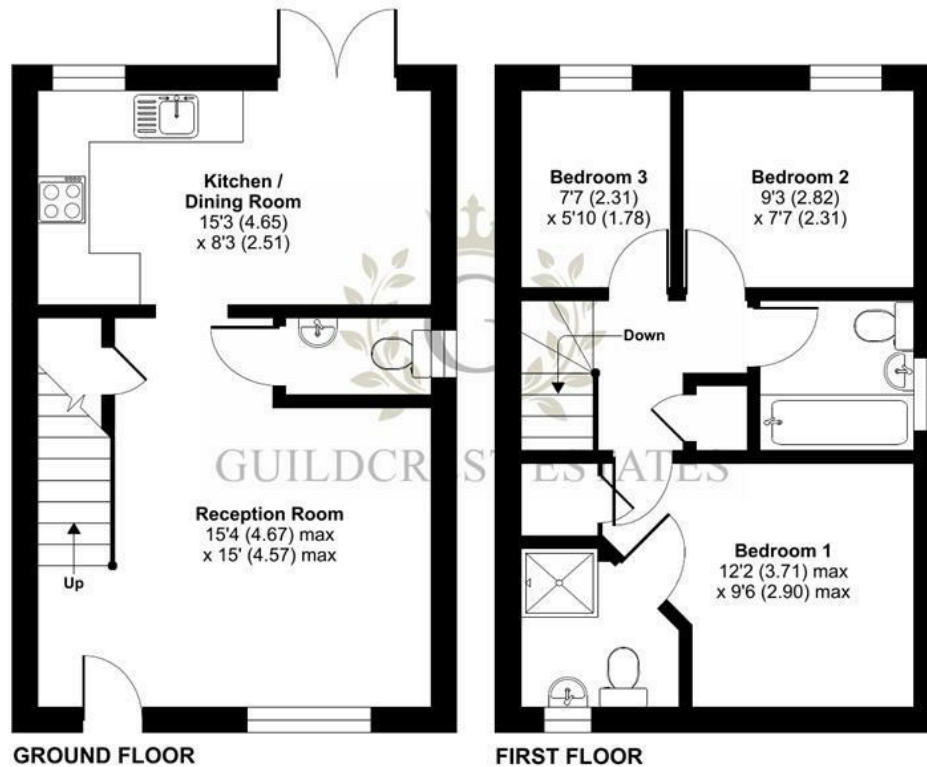 Kitchen /
Dining Room
15'3 (4.65)
x 8'3 (2.51)
Bedroom 3
7'7 (2.31)
x 5'10 (1.78)
Bedroom 2
9'3 (2.82)
x 7'7 (2.31)
Down
GUILDCREST ESTATES
Reception Room
15'4 (4.67) max
x 15' (4.57) max
Up
Bedroom 1
12'2 (3.71) max
x 9'6 (2.90) max
GROUND FLOOR
FIRST FLOOR